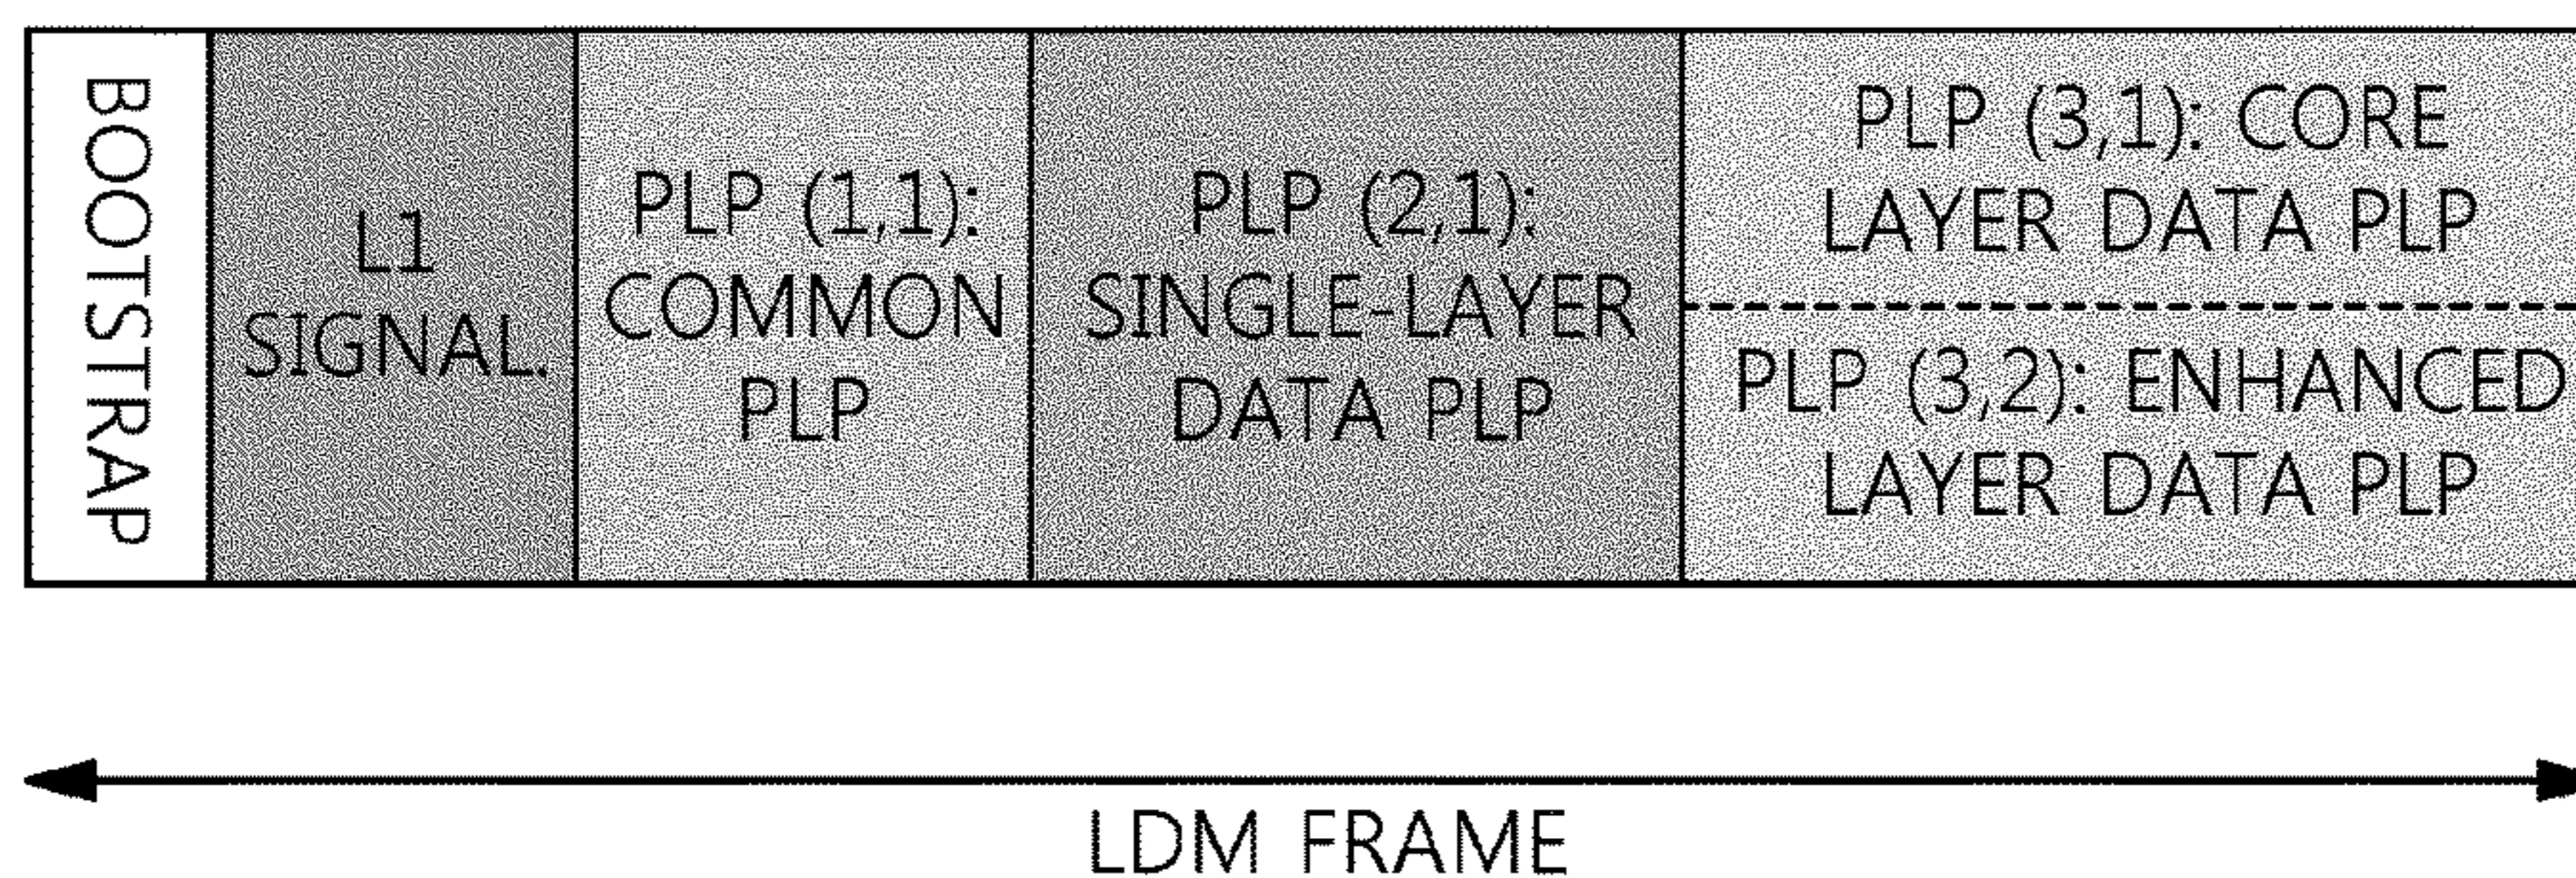 BOOTSTRAP
L1
SIGNAL.
PLP (1,1):
COMMON
PLP
PLP (2,1):
SINGLE-LAYER
DATA PLP
PLP (3,1): CORE
LAYER DATA PLP
PLP (3,2): ENHANCED
LAYER DATA PLP
LDM FRAME